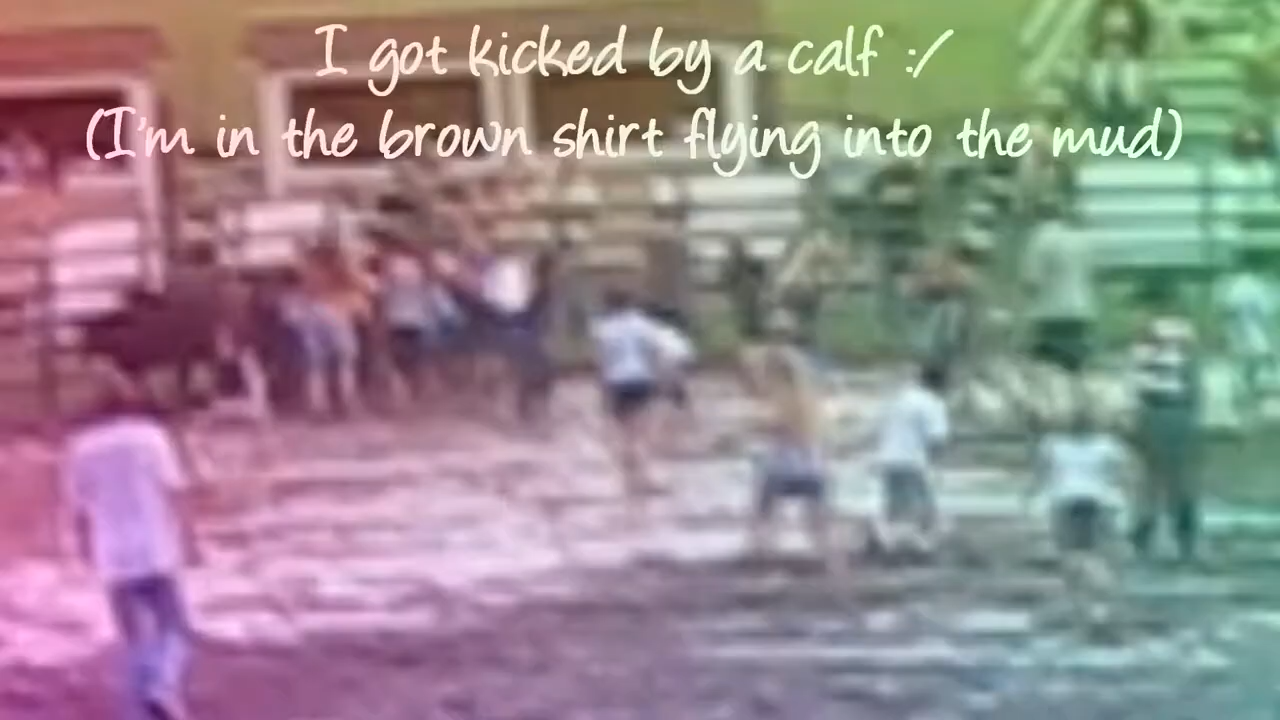 I got kicked by a calf :/
(I'm in the brown shirt flying into the mud)